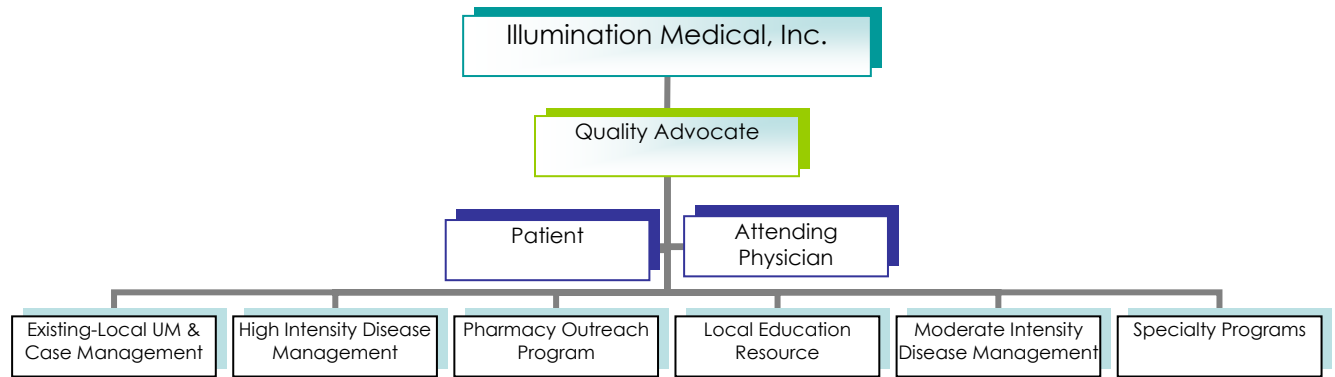 Illumination Medical, Inc.
Quality Advocate
Patient
Attending
Physician
Existing-Local UM &
Case Management
High Intensity Disease
Management
Pharmacy Outreach
Program
Local Education
Resource
Moderate Intensity
Disease Management
Specialty Programs